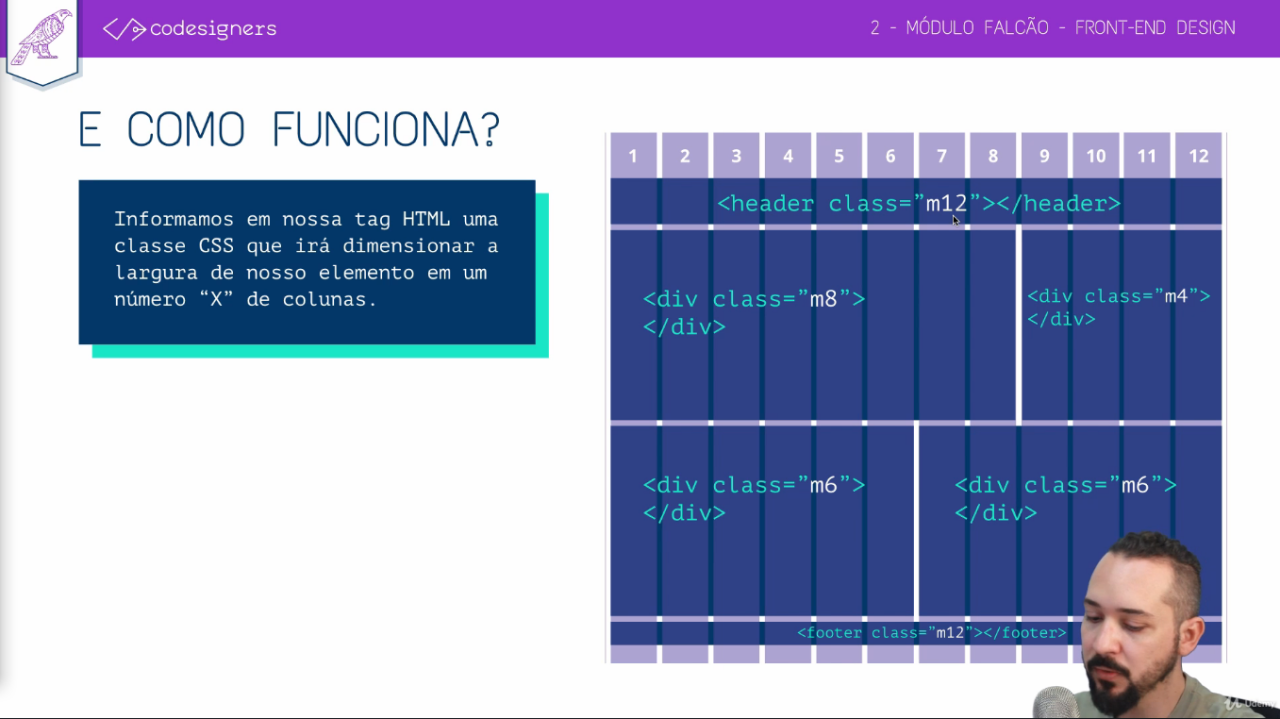 codesigners
2 - MÓDULO FALCÃO - FRONT-END DESIGN
E COMO FUNCIONA?
Informamos em nossa tag HTML uma
classe CSS que irá dimensionar a
largura de nosso elemento em um
número “X” de colunas.
1 2 3 4 5 6 7 8 9 10 11 12
<header class=”m12”></header>
<div class=”m8”>
</div>
<div class=”m4”>
</div>
<div class=”m6”>
</div>
<div class=”m6”>
</div>
<footer class=”m12”></footer>
Udemy